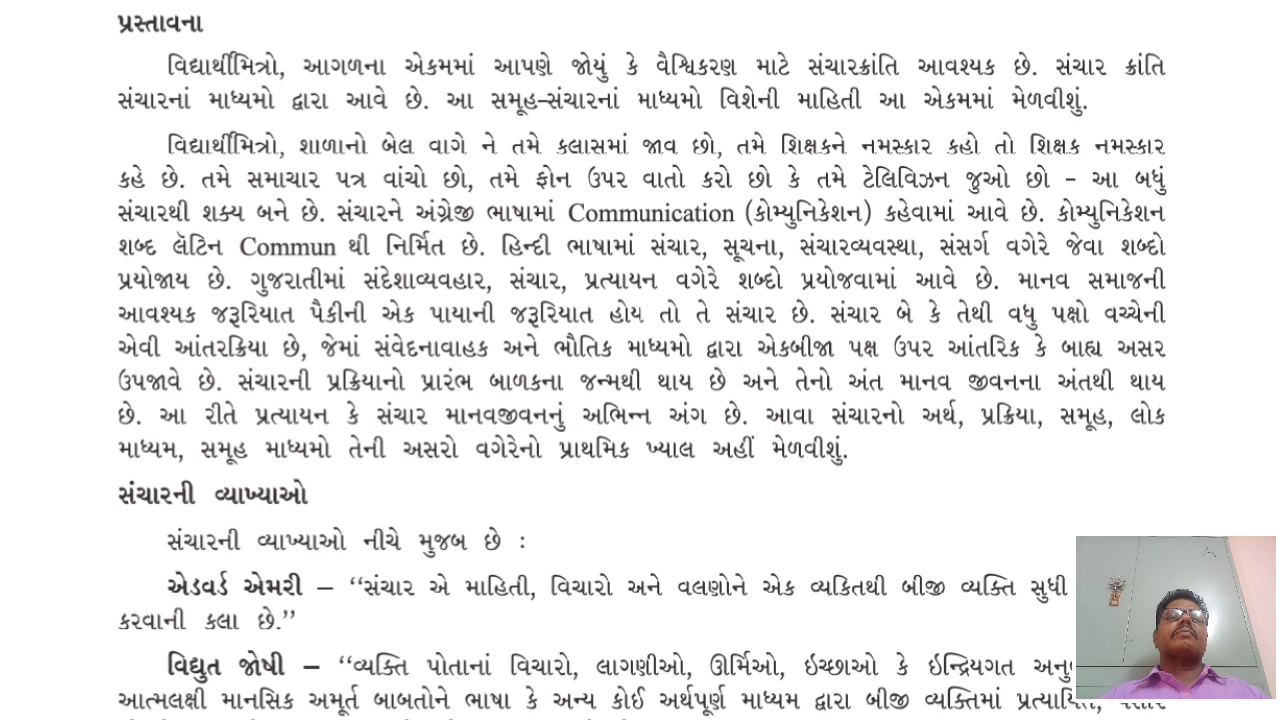 પ્રસ્તાવના
વિદ્યાર્થીમિત્રો, આગળના એકમમાં આપણે જોયું કે વૈશ્વિકરણ માટે સંચારક્રાંતિ આવશ્યક છે. સંચાર ક્રાંતિ
સંચારનાં માધ્યમો દ્વારા આવે છે. આ સમૂહ-સંચારનાં માધ્યમો વિશેની માહિતી આ એકમમાં મેળવીશું.
વિદ્યાર્થીમિત્રો, શાળાનો બેલ વાગે ને તમે કલાસમાં જાવ છો, તમે શિક્ષકને નમસ્કાર કહો તો શિક્ષક નમસ્કાર
કહે છે. તમે સમાચાર પત્ર વાંચો છો, તમે ફોન ઉપર વાતો કરો છો કે તમે ટેલિવિઝન જુઓ છો – આ બધું
સંચારથી શક્ય બને છે. સંચારને અંગ્રેજી ભાષામાં Communication (કોમ્યુનિકેશન) કહેવામાં આવે છે. કોમ્યુનિકેશન
શબ્દ લૅટિન Commun થી નિર્મિત છે. હિન્દી ભાષામાં સંચાર, સૂચના, સંચારવ્યવસ્થા, સંસર્ગ વગેરે જેવા શબ્દો
પ્રયોજાય છે. ગુજરાતીમાં સંદેશાવ્યવહાર, સંચાર, પ્રત્યાયન વગેરે શબ્દો પ્રયોજવામાં આવે છે. માનવ સમાજની
આવશ્યક જરૂરિયાત પૈકીની એક પાયાની જરૂરિયાત હોય તો તે સંચાર છે. સંચાર બે કે તેથી વધુ પક્ષો વચ્ચેની
એવી આંતરક્રિયા છે, જેમાં સંવેદનાવાહક અને ભૌતિક માધ્યમો દ્વારા એકબીજા પક્ષ ઉપર આંતરિક કે બાહ્ય અસર
ઉપજાવે છે. સંચારની પ્રક્રિયાનો પ્રારંભ બાળકના જન્મથી થાય છે અને તેનો અંત માનવ જીવનના અંતથી થાય
છે. આ રીતે પ્રત્યાયન કે સંચાર માનવજીવનનું અભિન્ન અંગ છે. આવા સંચારનો અર્થ, પ્રક્રિયા, સમૂહ, લોક
માધ્યમ, સમૂહ માધ્યમો તેની અસરો વગેરેનો પ્રાથમિક ખ્યાલ અહીં મેળવીશું.
સંચારની વ્યાખ્યાઓ
સંચારની વ્યાખ્યાઓ નીચે મુજબ છે :
એડવર્ડ એમરી – “સંચાર એ માહિતી, વિચારો અને વલણોને એક વ્યકિતથી બીજી વ્યક્તિ સુધી
કરવાની કલા છે.”
વિદ્યુત જોષી – “વ્યક્તિ પોતાનાં વિચારો, લાગણીઓ, ઊર્મિઓ, ઇચ્છાઓ કે ઇન્દ્રિયગત
આત્મલક્ષી માનસિક અમૂર્ત બાબતોને ભાષા કે અન્ય કોઈ અર્થપૂર્ણ માધ્યમ દ્વારા બીજી વ્યક્તિમાં